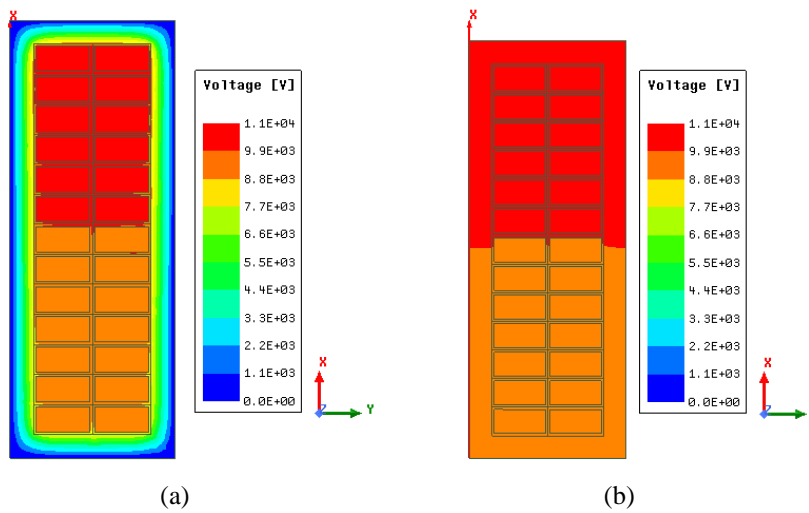 X
Voltage [V]
1.1E+04
9.9E+03
8.8E+03
7.7E+03
6.6E+03
5.5E+03
4.4E+03
3.3E+03
2.2E+03
1.1E+03
0.0E+00
X
Z
Y
(a)
X
Voltage [V]
1.1E+04
9.9E+03
8.8E+03
7.7E+03
6.6E+03
5.5E+03
4.4E+03
3.3E+03
2.2E+03
1.1E+03
0.0E+00
X
Z
(b)